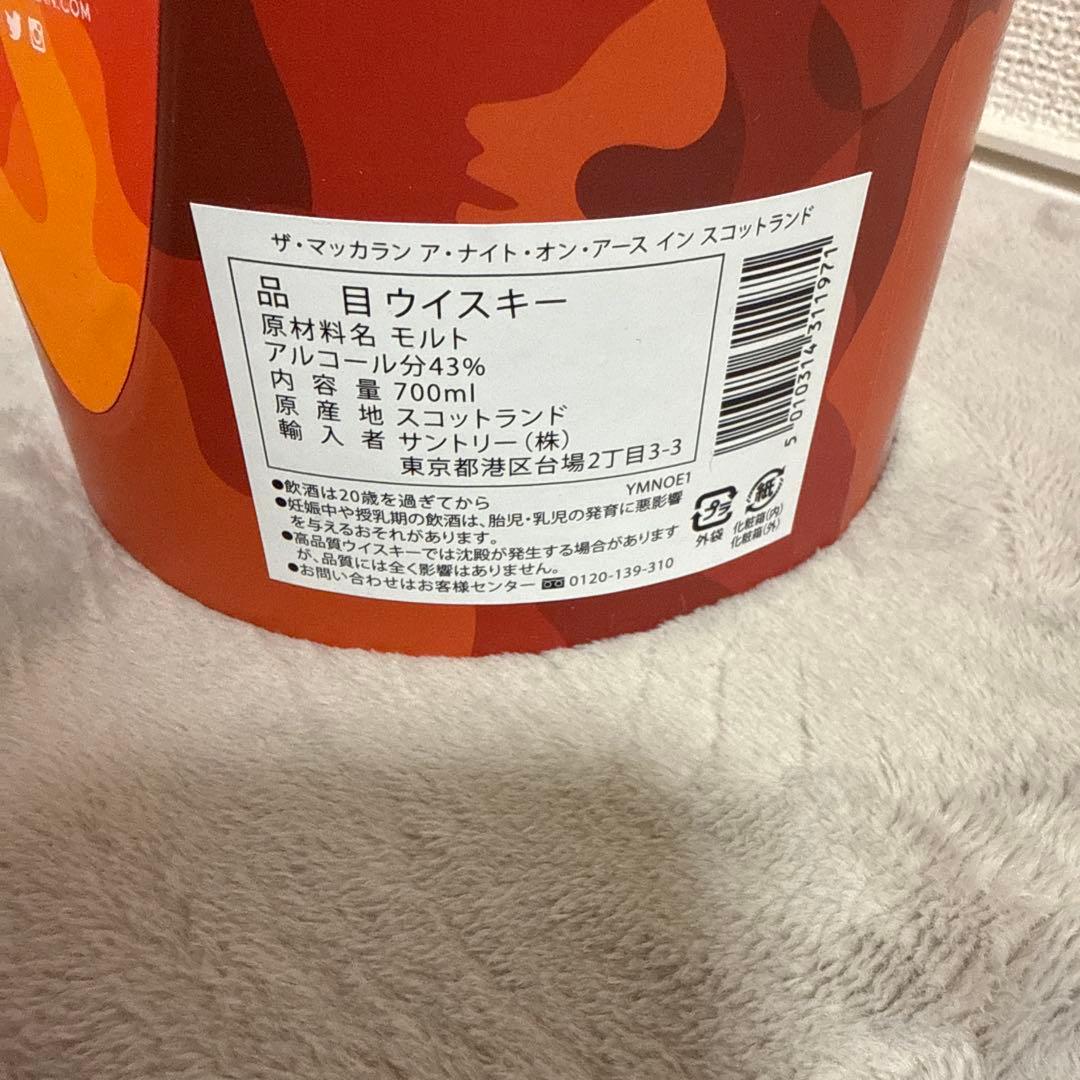 .COM
ザ・マッカラン ア・ナイト・オン・アース イン スコットランド
品 目 ウイスキー
原材料名 モルト
アルコール分43%
内容量 700ml
原産地 スコットランド
輸入者 サントリー(株)
東京都港区台場2丁目3-3
YMNOE1
●飲酒は20歳を過ぎてから
●妊娠中や授乳期の飲酒は、胎児・乳児の発育に悪影響
を与えるおそれがあります。
●高品質ウイスキーでは沈殿が発生する場合があります
が、品質には全く影響はありません。
●お問い合わせはお客様センター 0120-139-310
5 010314 311971
プラ
外袋
紙
化粧箱(内)
化粧箱(外)